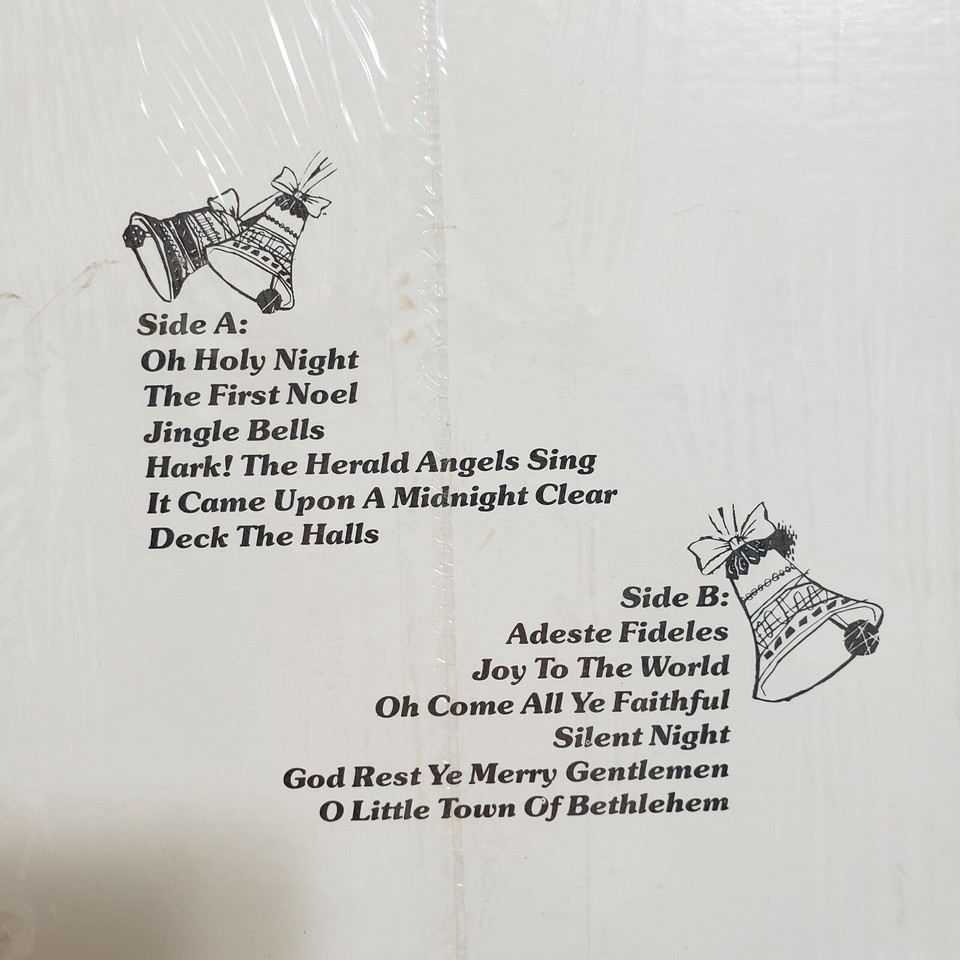 Side A:
Oh Holy Night
The First Noel
Jingle Bells
Hark! The Herald Angels Sing
It Came Upon A Midnight Clear
Deck The Halls
Side B:
Adeste Fideles
Joy To The World
Oh Come All Ye Faithful
Silent Night
God Rest Ye Merry Gentlemen
O Little Town Of Bethlehem